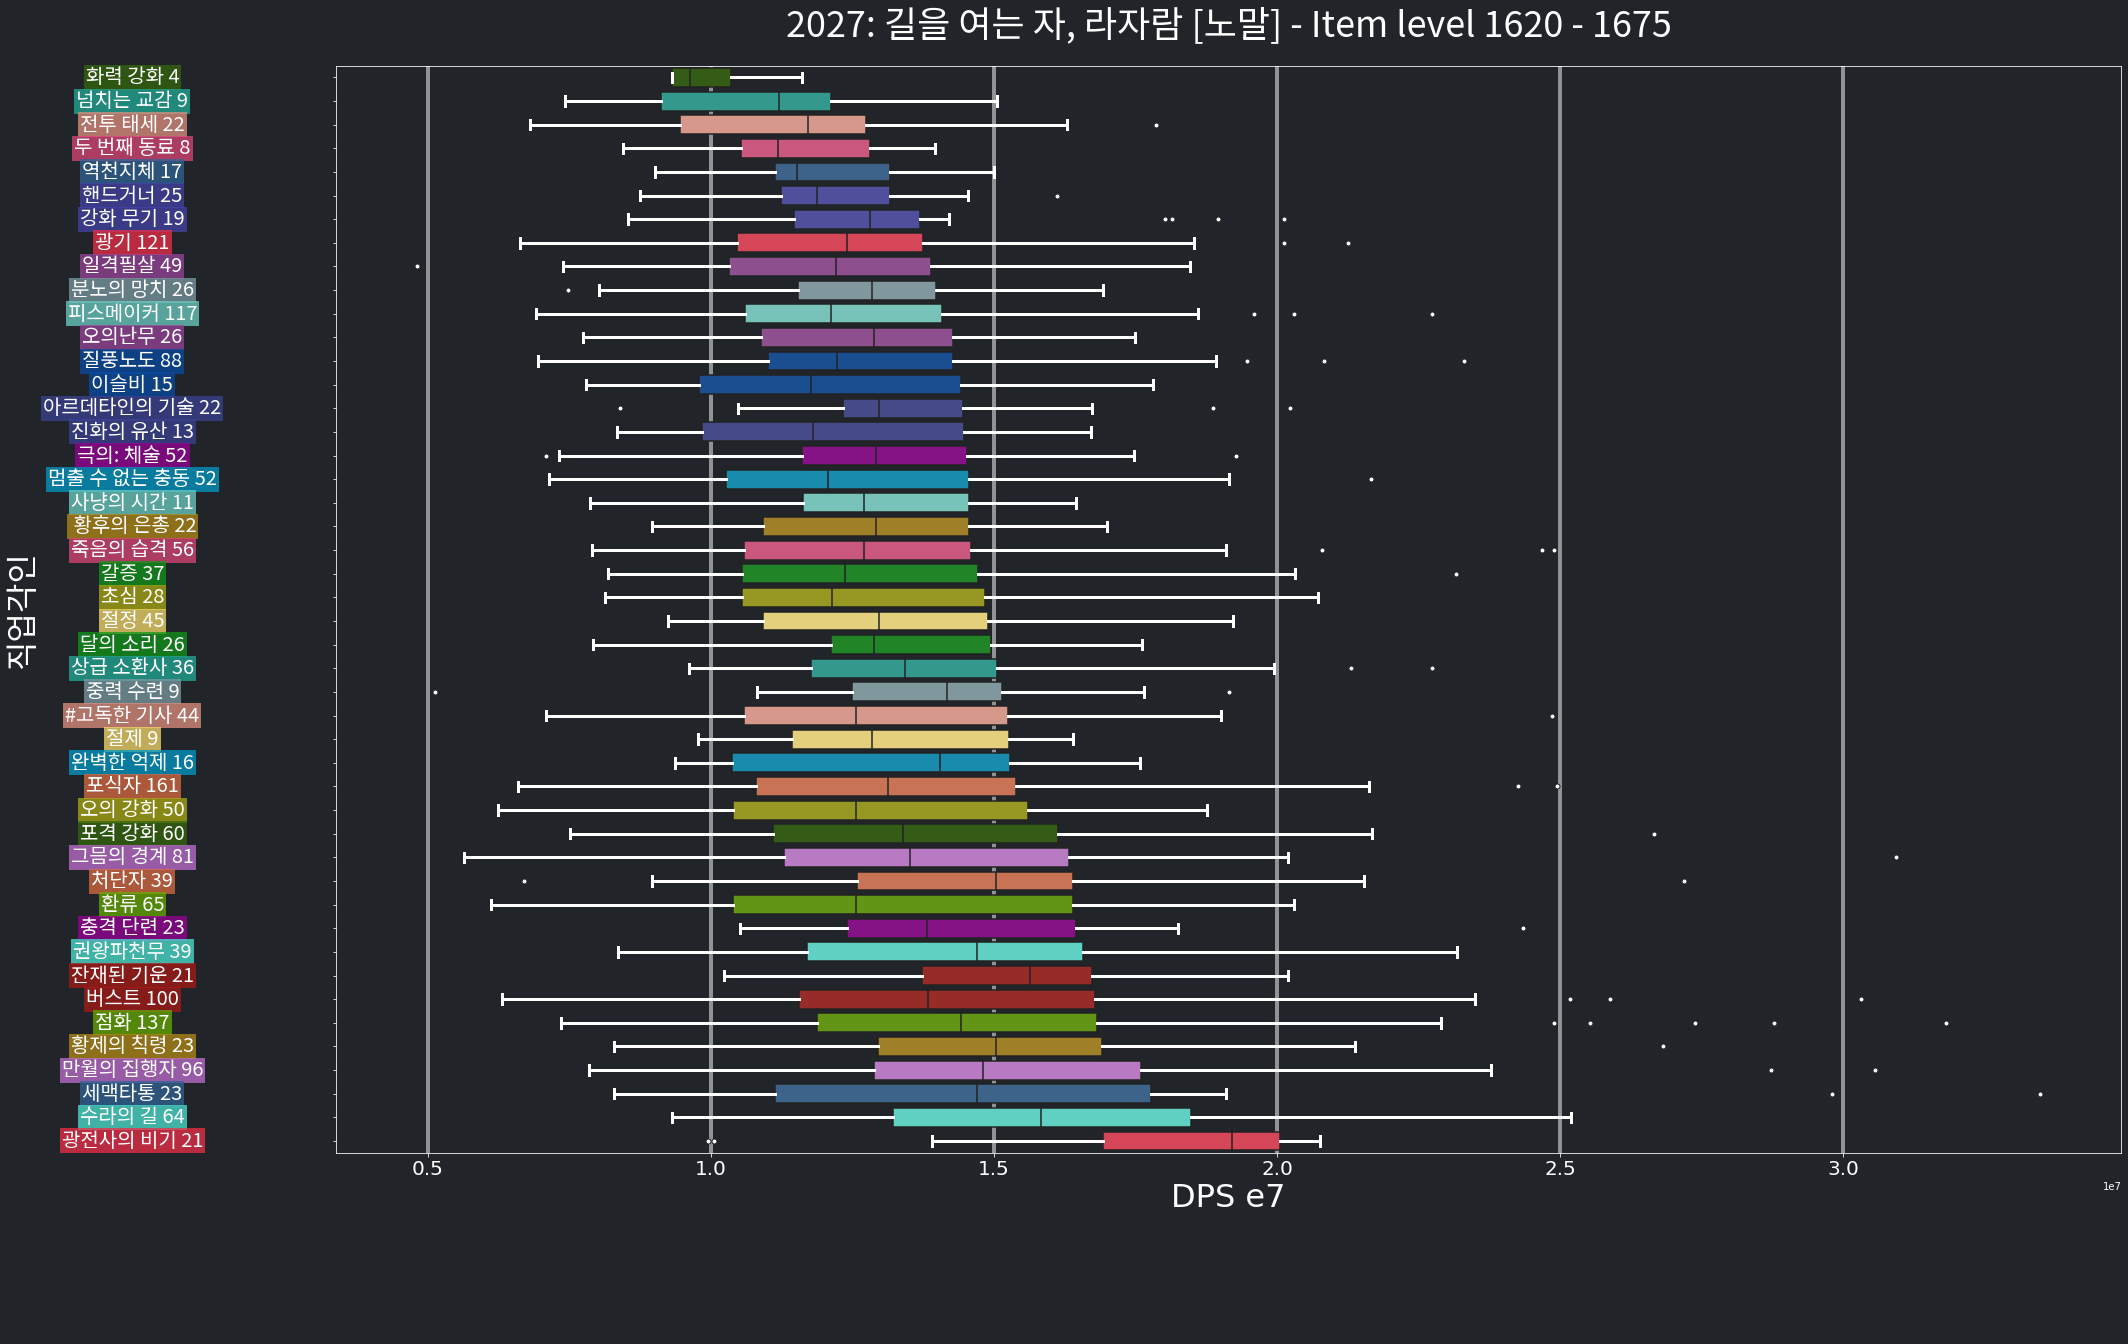 2027: 길을 여는 자, 라자람 [노말] - Item level 1620 - 1675
직업각인
화력 강화 4
넘치는 교감 9
전투 태세 22
두 번째 동료 8
역천지체 17
핸드거너 25
강화 무기 19
광기 121
일격필살 49
분노의 망치 26
피스메이커 117
오의난무 26
질풍노도 88
이슬비 15
아르데타인의 기술 22
진화의 유산 13
극의: 체술 52
멈출 수 없는 충동 52
사냥의 시간 11
황후의 은총 22
죽음의 습격 56
갈증 37
초심 28
절정 45
달의 소리 26
상급 소환사 36
중력 수련 9
#고독한 기사 44
절제 9
완벽한 억제 16
포식자 161
오의 강화 50
포격 강화 60
그믐의 경계 81
처단자 39
환류 65
충격 단련 23
권왕파천무 39
잔재된 기운 21
버스트 100
점화 137
황제의 칙령 23
만월의 집행자 96
세맥타통 23
수라의 길 64
광전사의 비기 21
0.5 1.0 1.5 2.0 2.5 3.0
1e7
DPS e7